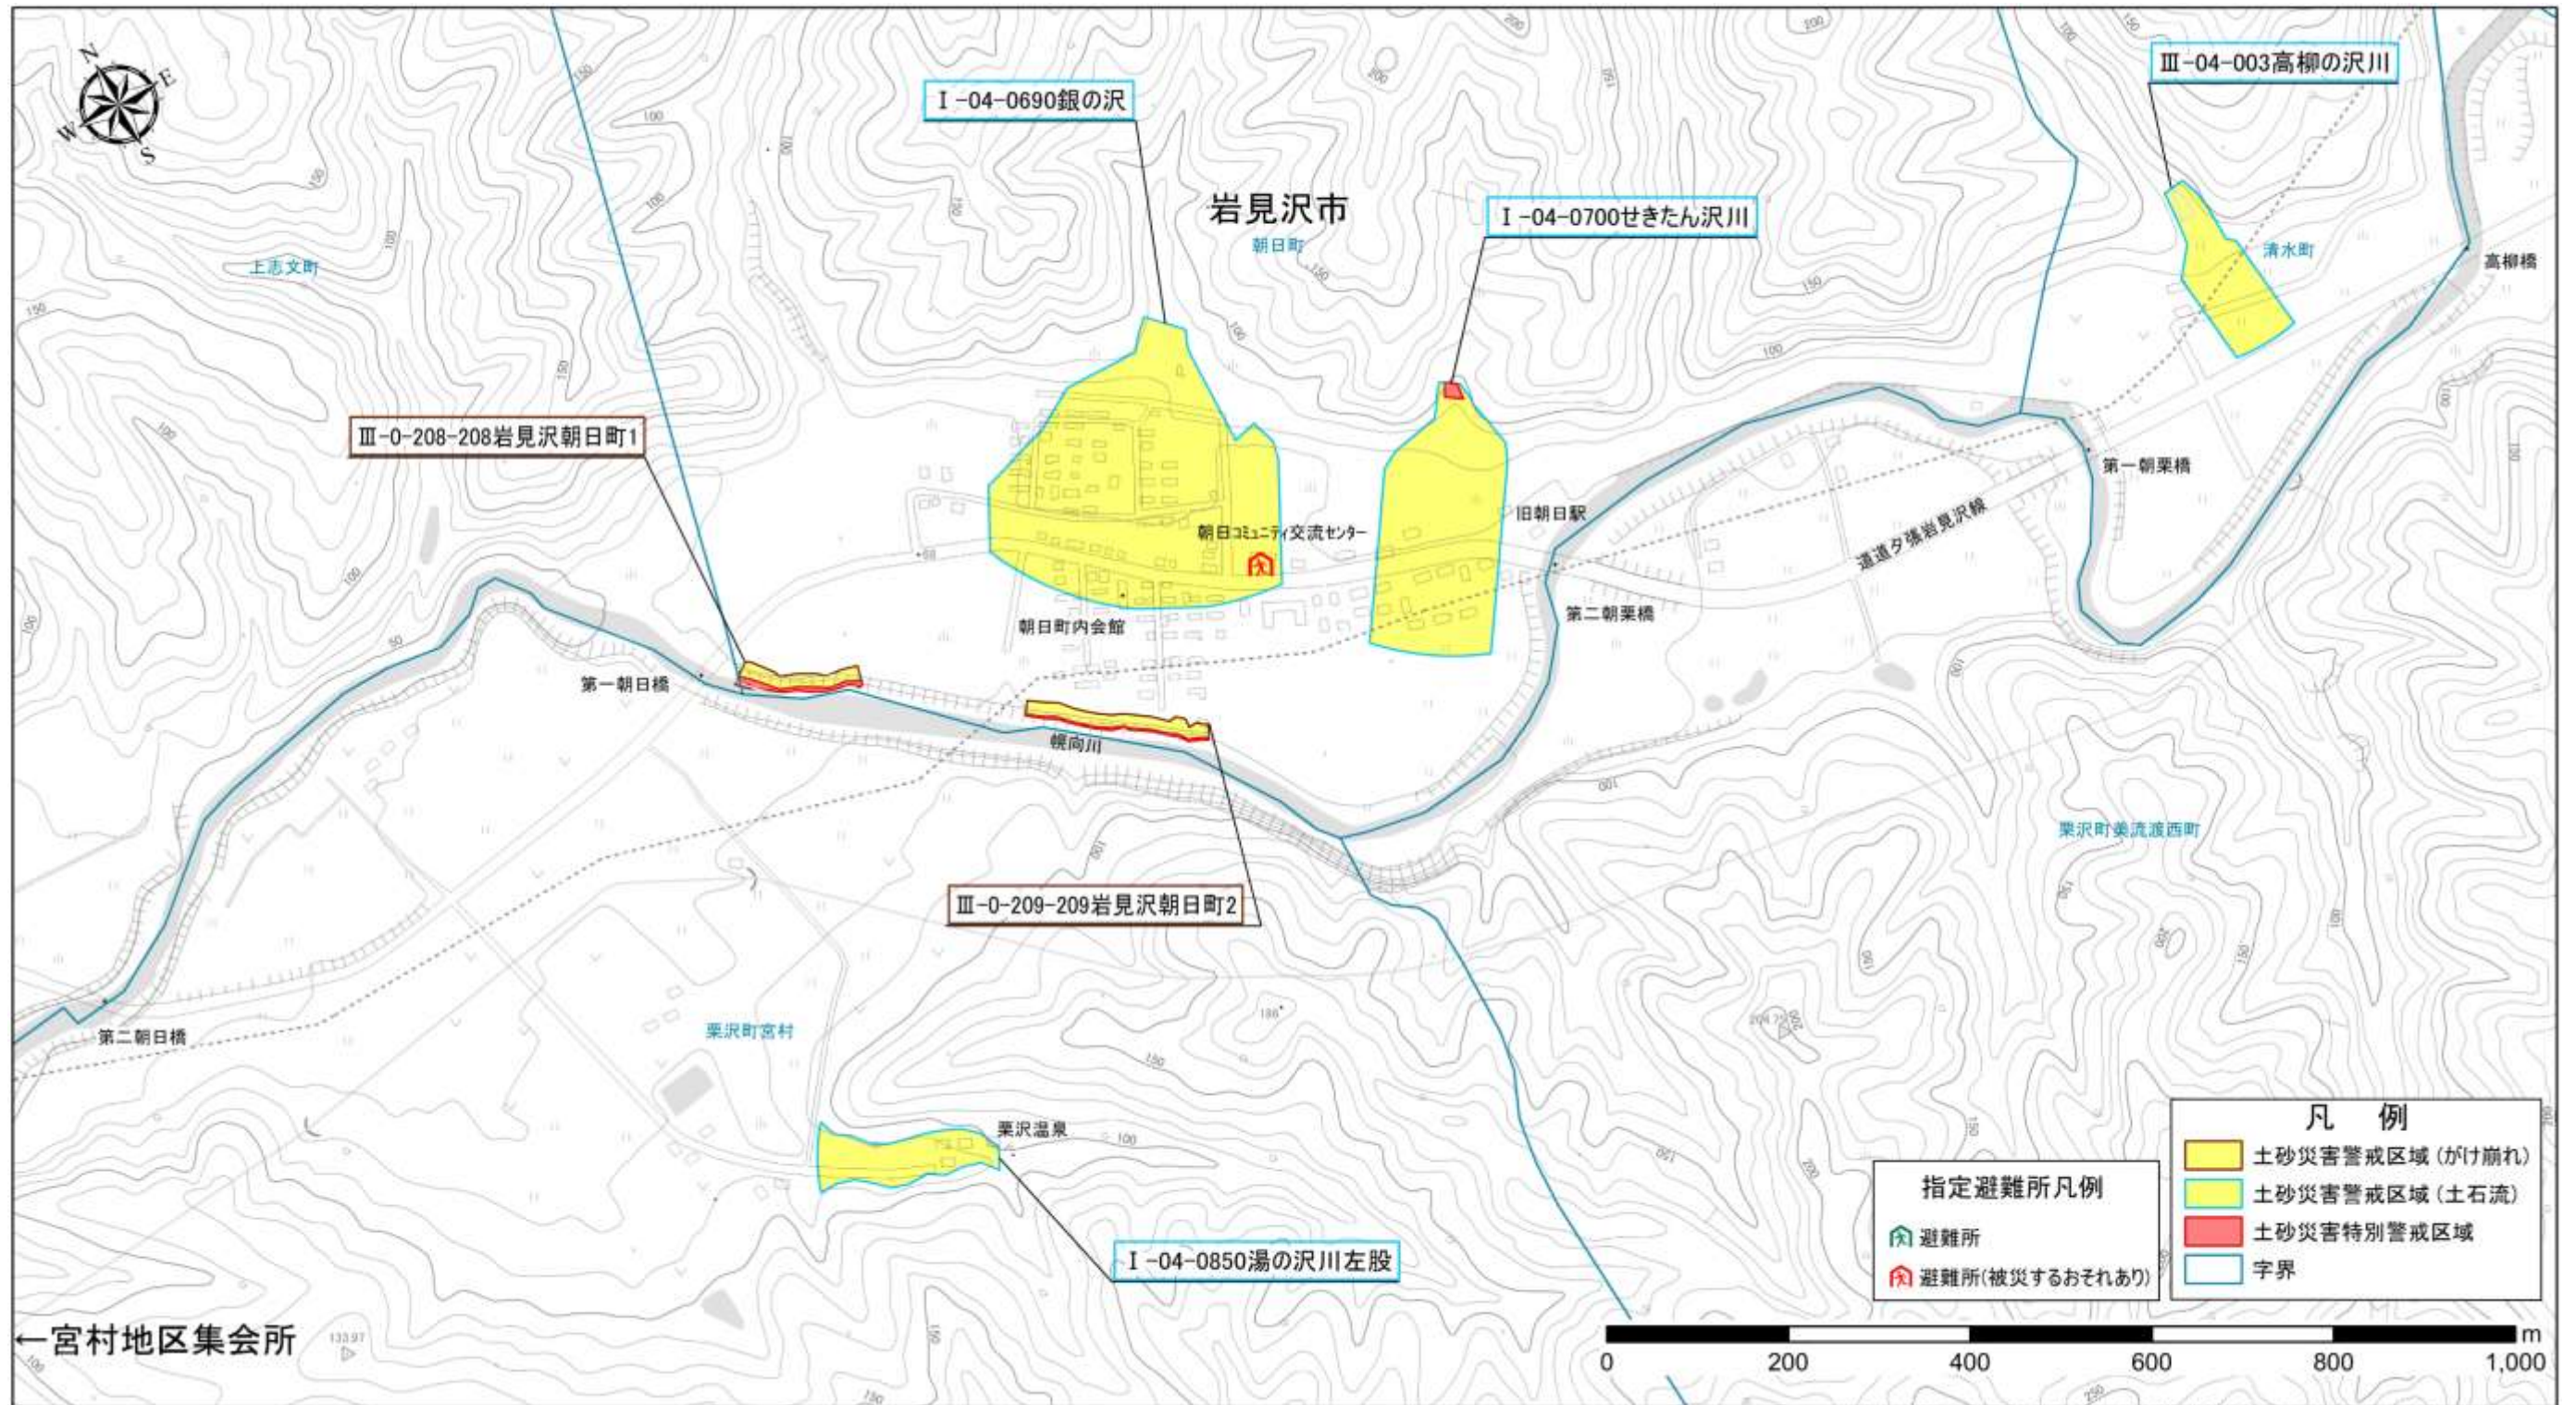 N
E
W
S
Ⅰ-04-0690銀の沢
Ⅲ-04-003高柳の沢川
岩見沢市
朝日町
Ⅰ-04-0700せきたん沢川
上志文町
清水町
高柳橋
Ⅲ-0-208-208岩見沢朝日町1
第一朝栗橋
旧朝日駅
朝日コミュニティ交流センター
道道夕張岩見沢線
第二朝栗橋
朝日町内会館
第一朝日橋
幌向川
栗沢町美流渡西町
Ⅲ-0-209-209岩見沢朝日町2
栗沢町宮村
第二朝日橋
栗沢温泉
Ⅰ-04-0850湯の沢川左股
←宮村地区集会所
133.97
指定避難所凡例
避難所
避難所(被災するおそれあり)
凡 例
土砂災害警戒区域(がけ崩れ)
土砂災害警戒区域(土石流)
土砂災害特別警戒区域
字界
m
0 200 400 600 800 1,000